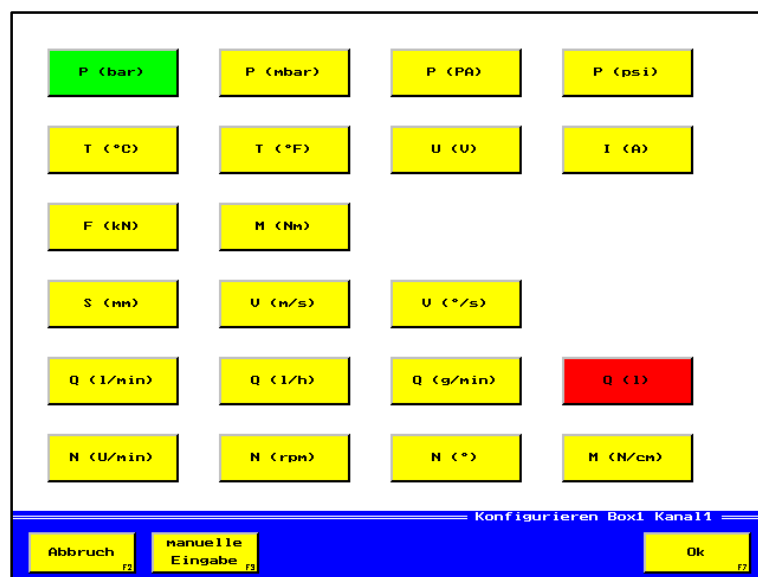 P (bar) P (mbar) P (PA) P (psi)
T (°C) T (°F) U (V) I (A)
F (kN) M (Nm)
S (mm) V (m/s) V (°/s)
Q (l/min) Q (l/h) Q (g/min) Q (l)
N (U/min) N (rpm) N (°) M (N/cm)
Konfigurieren Box1 Kanal1
Abbruch F2
manuelle
Eingabe F3
Ok F7